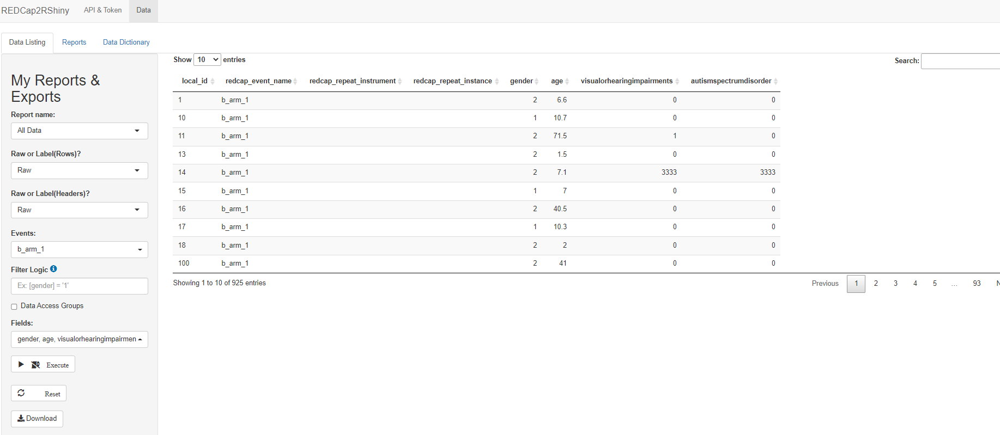 REDCap2RShiny API & Token Data
Data Listing Reports Data Dictionary
My Reports &
Exports
Report name:
All Data
Raw or Label(Rows)?
Raw
Raw or Label(Headers)?
Raw
Events:
b_arm_1
Filter Logic
Ex: [gender] = '1'
Data Access Groups
Fields:
gender, age, visualorhearingimpairmen
Execute
Reset
Download
Show 10 entries
Search:
local_id redcap_event_name redcap_repeat_instrument redcap_repeat_instance gender age visualorhearingimpairments autismspectrumdisorder
1 b_arm_1 2 6.6 0 0
10 b_arm_1 1 10.7 0 0
11 b_arm_1 2 71.5 1 0
13 b_arm_1 2 1.5 0 0
14 b_arm_1 2 7.1 3333 3333
15 b_arm_1 1 7 0 0
16 b_arm_1 2 40.5 0 0
17 b_arm_1 1 10.3 0 0
18 b_arm_1 2 2 0 0
100 b_arm_1 2 41 0 0
Showing 1 to 10 of 925 entries
Previous 1 2 3 4 5 … 93